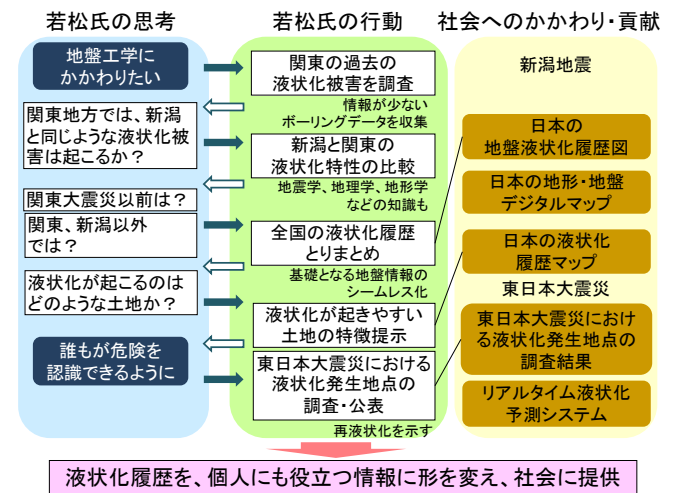 若松氏の思考
地盤工学に
かかわりたい
関東地方では、新潟
と同じような液状化被
害は起こるか？
関東大震災以前は？
関東、新潟以外
では？
液状化が起こるのは
どのような土地か？
誰もが危険を
認識できるように
若松氏の行動
関東の過去の
液状化被害を調査
情報が少ない
ボーリングデータを収集
新潟と関東の
液状化特性の比較
地震学、地理学、地形学
などの知識も
全国の液状化履歴
とりまとめ
基礎となる地盤情報の
シームレス化
液状化が起きやすい
土地の特徴提示
東日本大震災における
液状化発生地点の
調査・公表
再液状化を示す
社会へのかかわり・貢献
新潟地震
日本の
地盤液状化履歴図
日本の地形・地盤
デジタルマップ
日本の液状化
履歴マップ
東日本大震災
東日本大震災におけ
る液状化発生地点の
調査結果
リアルタイム液状化
予測システム
液状化履歴を、個人にも役立つ情報に形を変え、社会に提供